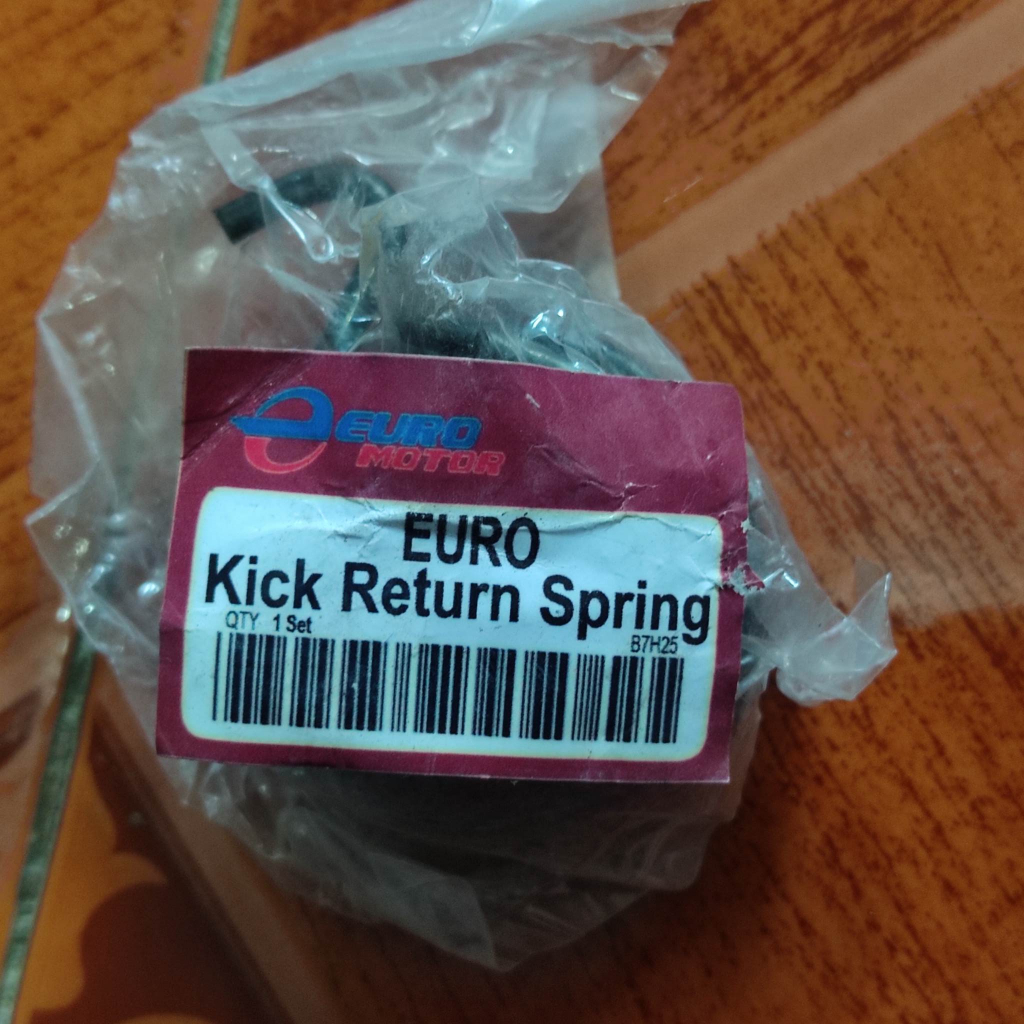 EURO
MOTOR
EURO
Kick Return Spring
QTY 1 Set
B7H25